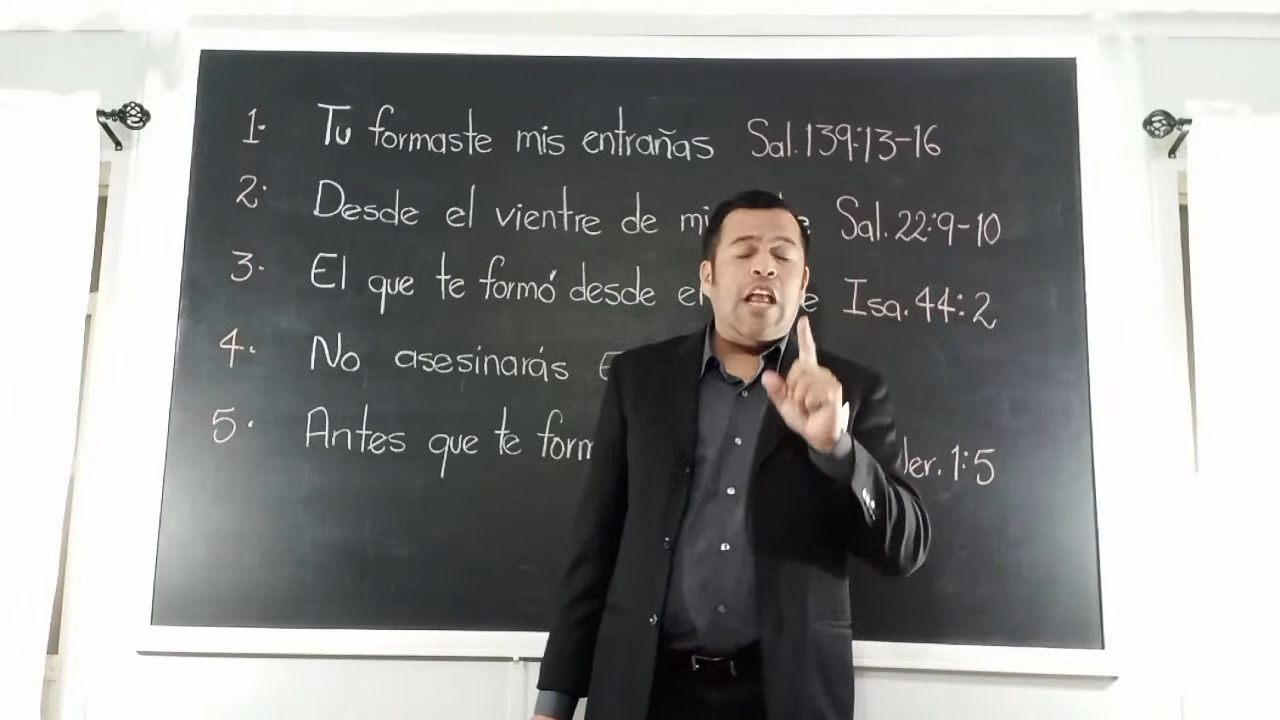 1. Tu formaste mis entrañas Sal. 139:13-16
2. Desde el vientre de mi Sal. 22:9-10
3. El que te formó desde el Isa. 44:2
4. No asesinarás
5. Antes que te Jer. 1:5